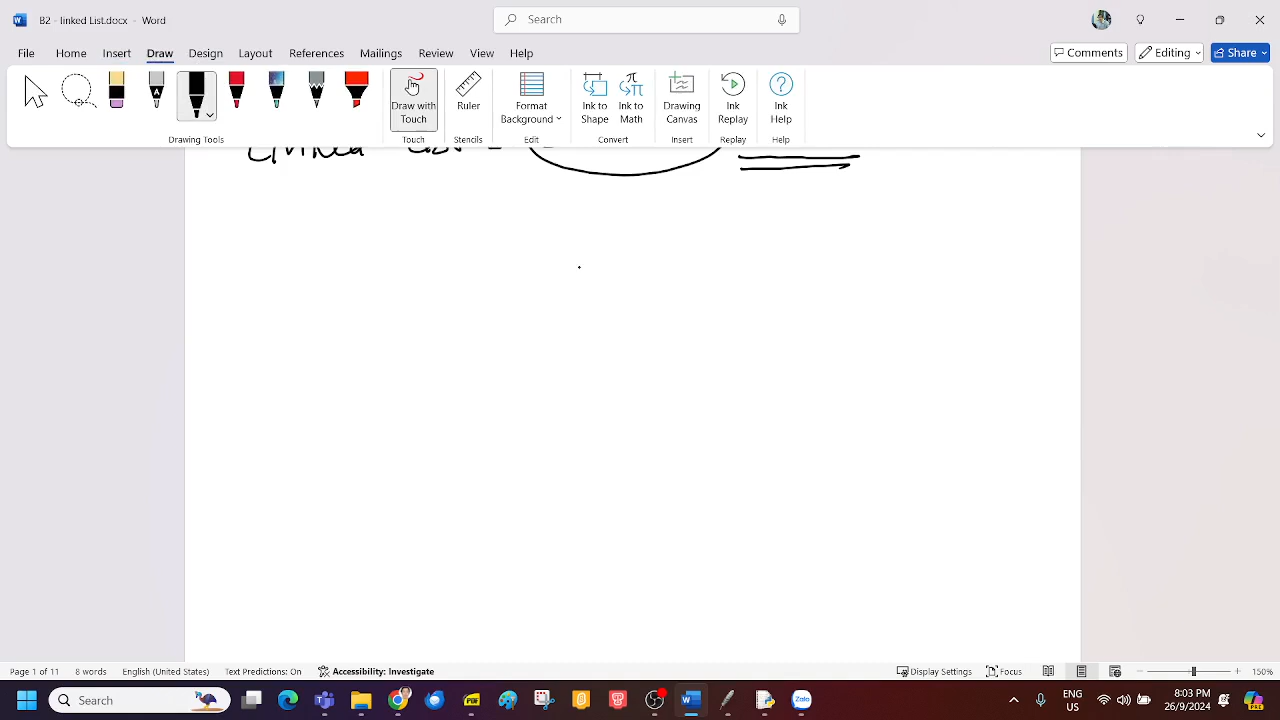 B2 - linked List.docx - Word
Search
File Home Insert Draw Design Layout References Mailings Review View Help
Comments Editing Share
Draw with Touch
Ruler
Format Background
Ink to Shape
Ink to Math
Drawing Canvas
Ink Replay
Ink Help
Drawing Tools Touch Stencils Edit Convert Insert Replay Help
Linked
Page 1 of 11 8 words English (United States) Text Predictions: On Accessibility: Investigate Display Settings Focus 150%
Search
ENG
US
8:03 PM
26/9/2024